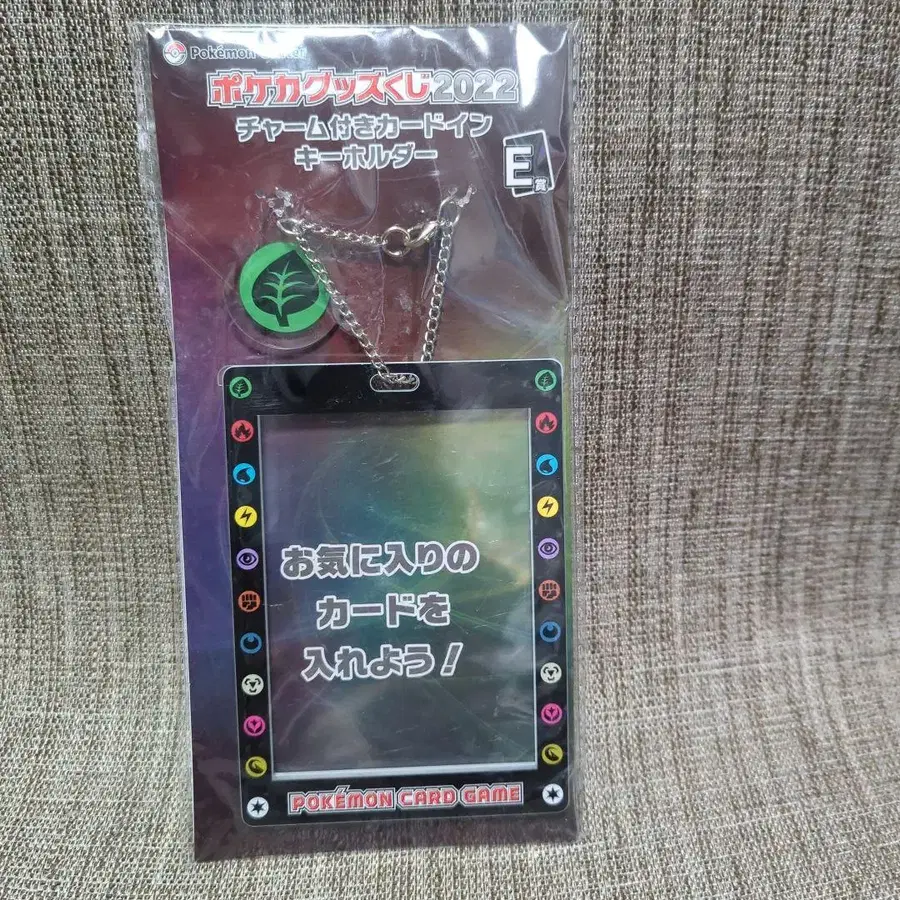 Pokémon
ポケカグッズくじ2022
チャーム付きカードイン
キーホルダー
E賞
お気に入りの
カードを
入れよう!
POKÉMON CARD GAME